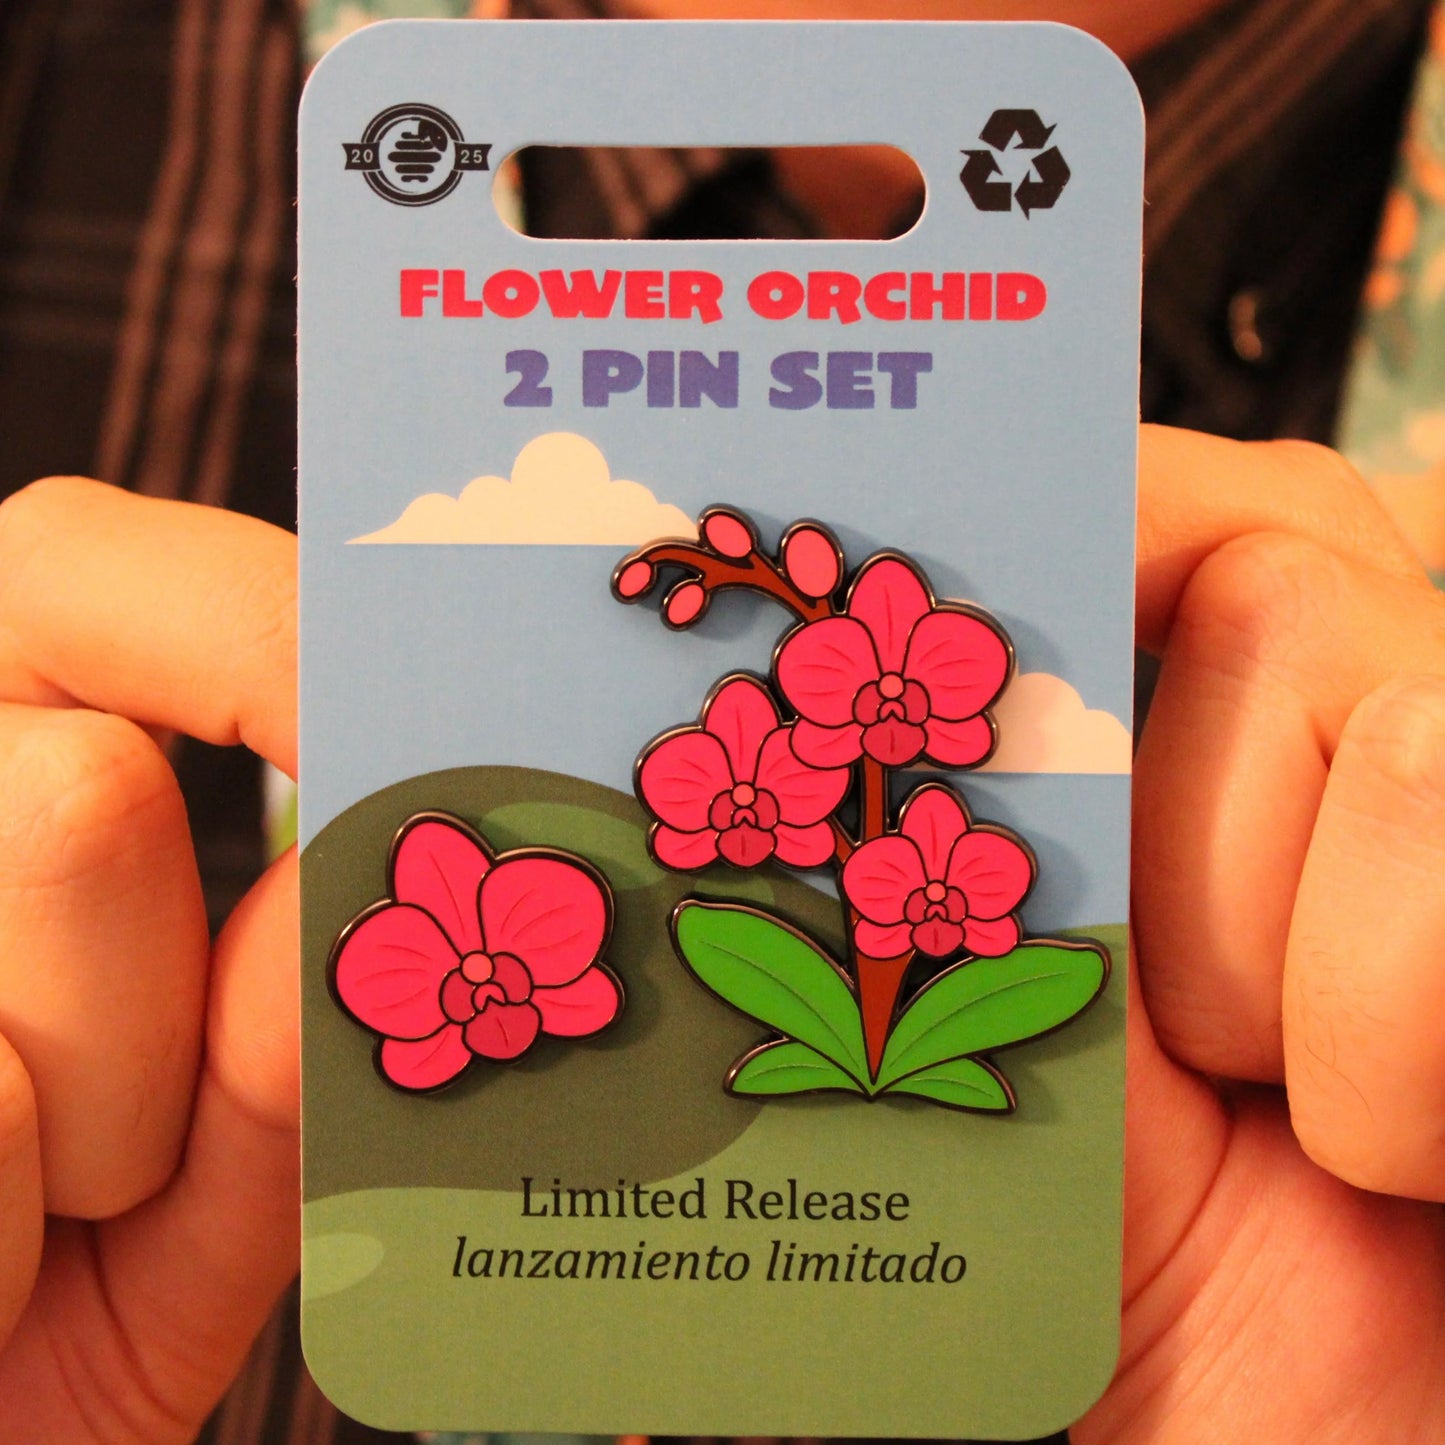 20 25
FLOWER ORCHID
2 PIN SET
Limited Release
lanzamiento limitado